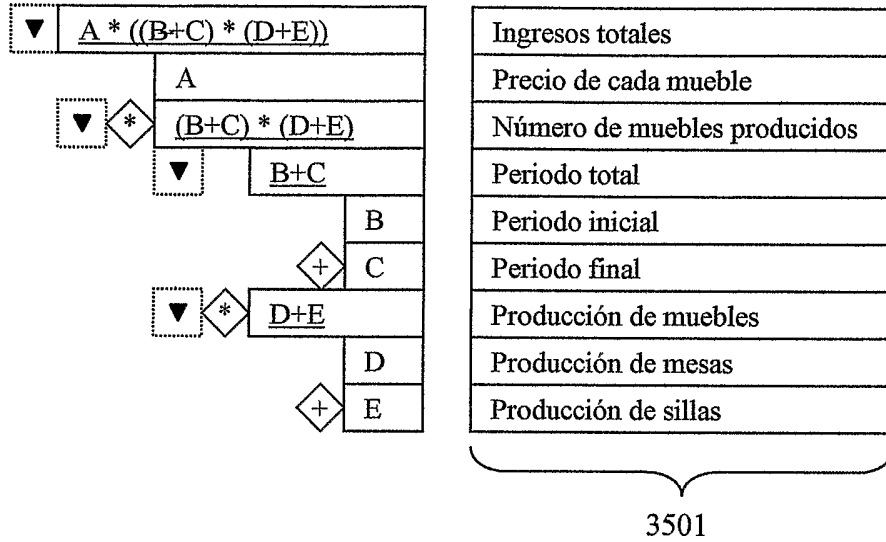 ▼ A * ((B+C) * (D+E)) Ingresos totales
A Precio de cada mueble
▼ * (B+C) * (D+E) Número de muebles producidos
▼ B+C Periodo total
B Periodo inicial
+ C Periodo final
▼ * D+E Producción de muebles
D Producción de mesas
+ E Producción de sillas
3501